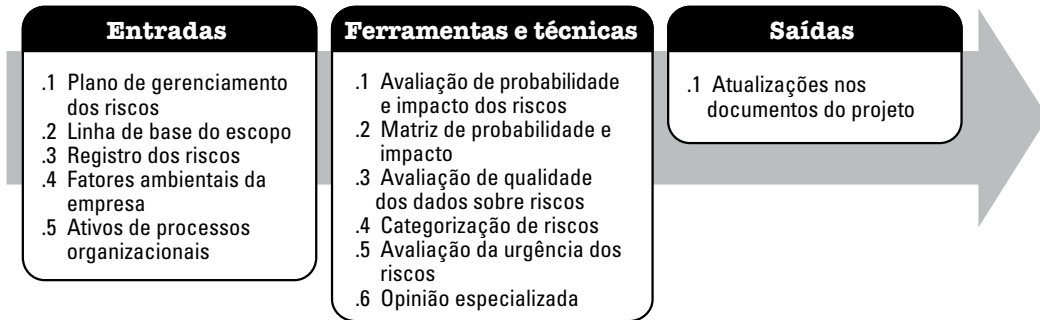 Entradas
.1 Plano de gerenciamento
dos riscos
.2 Linha de base do escopo
.3 Registro dos riscos
.4 Fatores ambientais da
empresa
.5 Ativos de processos
organizacionais
Ferramentas e técnicas
.1 Avaliação de probabilidade
e impacto dos riscos
.2 Matriz de probabilidade e
impacto
.3 Avaliação de qualidade
dos dados sobre riscos
.4 Categorização de riscos
.5 Avaliação da urgência dos
riscos
.6 Opinião especializada
Saídas
.1 Atualizações nos
documentos do projeto